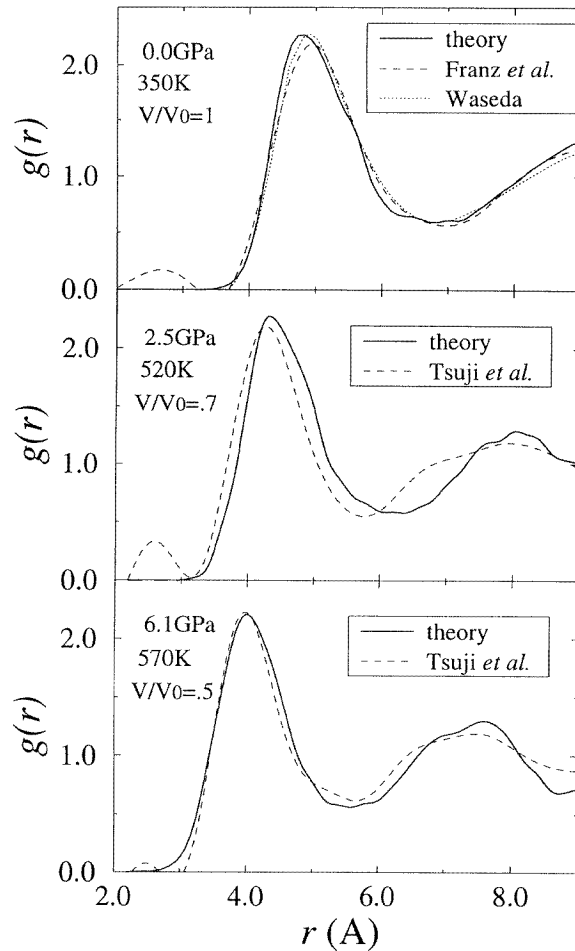 2.0
1.0
0.0
g(r)
0.0GPa
350K
V/V0=1
theory
Franz et al.
Waseda
2.0
1.0
0.0
g(r)
2.5GPa
520K
V/V0=.7
theory
Tsuji et al.
2.0
1.0
0.0
g(r)
6.1GPa
570K
V/V0=.5
theory
Tsuji et al.
2.0 4.0 6.0 8.0
r (A)